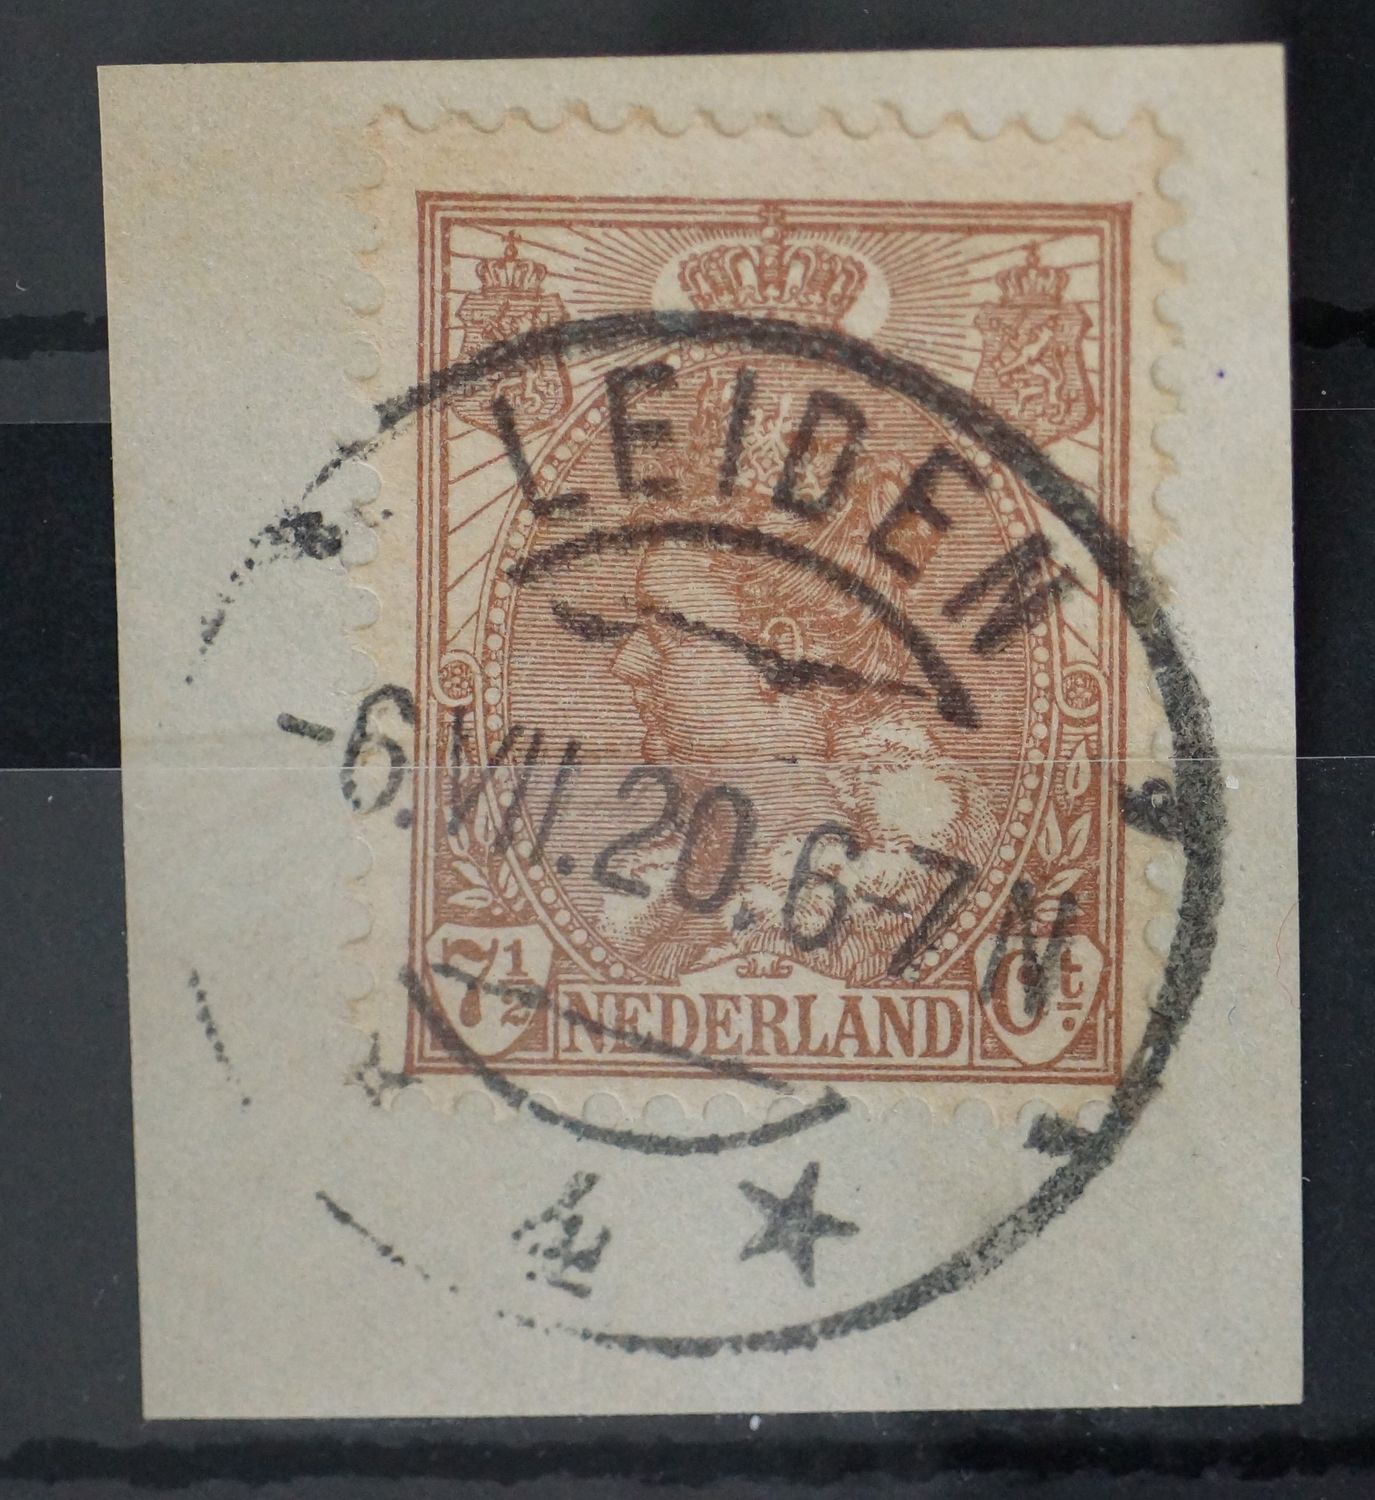 LEIDEN
-6.VII.20.6-7N
7½ NEDERLAND Ct.